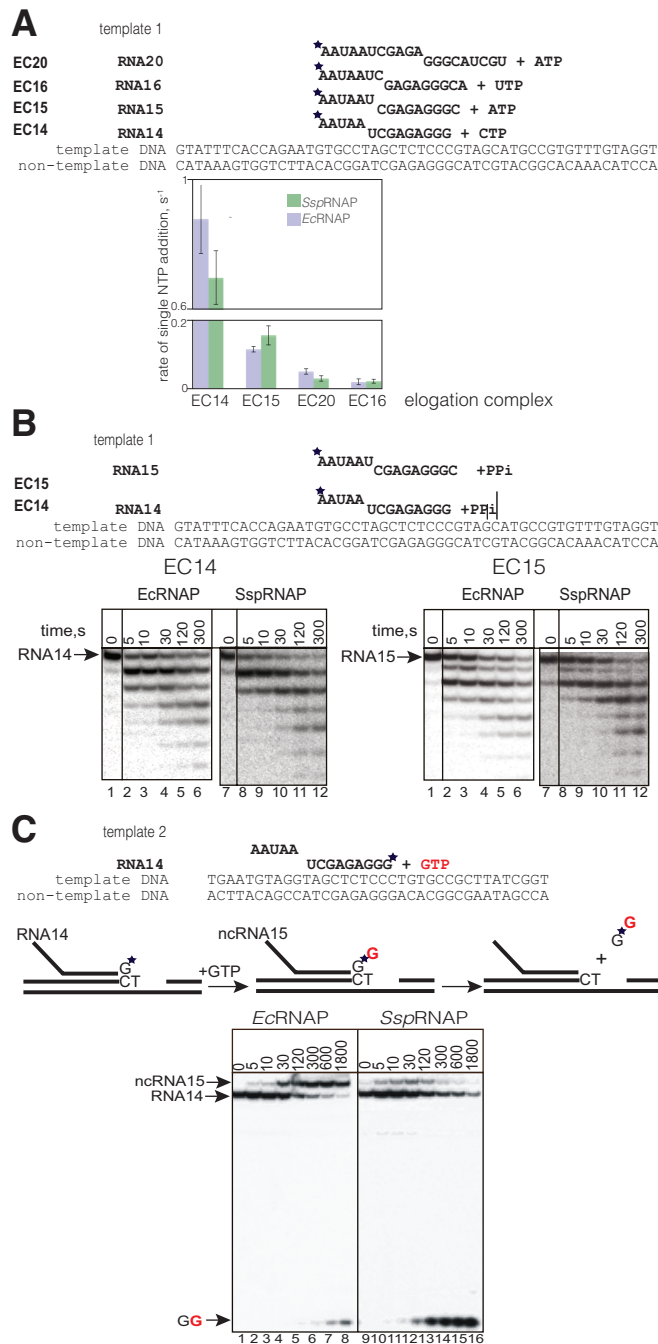 A
template 1
AAUAAUCGAGA
EC20 RNA20 GGGCAUCGU + ATP
AAUAAUC
EC16 RNA16 GAGAGGGCA + UTP
AAUAAU
EC15 RNA15 CGAGAGGGC + ATP
AAUAA
EC14 RNA14 UCGAGAGGG + CTP
template DNA GTATTTCACCAGAATGTGCCTAGCTCTCCCGTAGCATGCCGTGTTTGTAGGT
non-template DNA CATAAAGTGGTCTTACACGGATCGAGAGGGCATCGTACGGCACAAACATCCA
rate of single NTP addition, s-1
1
0.6
0.2
0
SspRNAP
EcRNAP
EC14 EC15 EC20 EC16 elogation complex
B
template 1
AAUAAU
RNA15 CGAGAGGGC +PPi
EC15
AAUAA
EC14 RNA14 UCGAGAGGG +PPi
template DNA GTATTTCACCAGAATGTGCCTAGCTCTCCCGTAGCATGCCGTGTTTGTAGGT
non-template DNA CATAAAGTGGTCTTACACGGATCGAGAGGGCATCGTACGGCACAAACATCCA
EC14 EC15
EcRNAP SspRNAP EcRNAP SspRNAP
time,s 0 5 10 30 120 300 0 5 10 30 120 300 time,s 0 5 10 30 120 300 0 5 10 30 120 300
RNA14 RNA15
1 2 3 4 5 6 7 8 9 10 11 12 1 2 3 4 5 6 7 8 9 10 11 12
C
template 2
AAUAA
RNA14 UCGAGAGGG + GTP
template DNA TGAATGTAGGTAGCTCTCCCTGTGCCGCTTATCGGT
non-template DNA ACTTACAGCCATCGAGAGGGACACGGCGAATAGCCA
RNA14 ncRNA15 G G
G G G +
CT +GTP CT CT
EcRNAP SspRNAP
0 5 10 30 120 300 600 1800 0 5 10 30 120 300 600 1800
ncRNA15
RNA14
GG
1 2 3 4 5 6 7 8 9 10 11 12 13 14 15 16